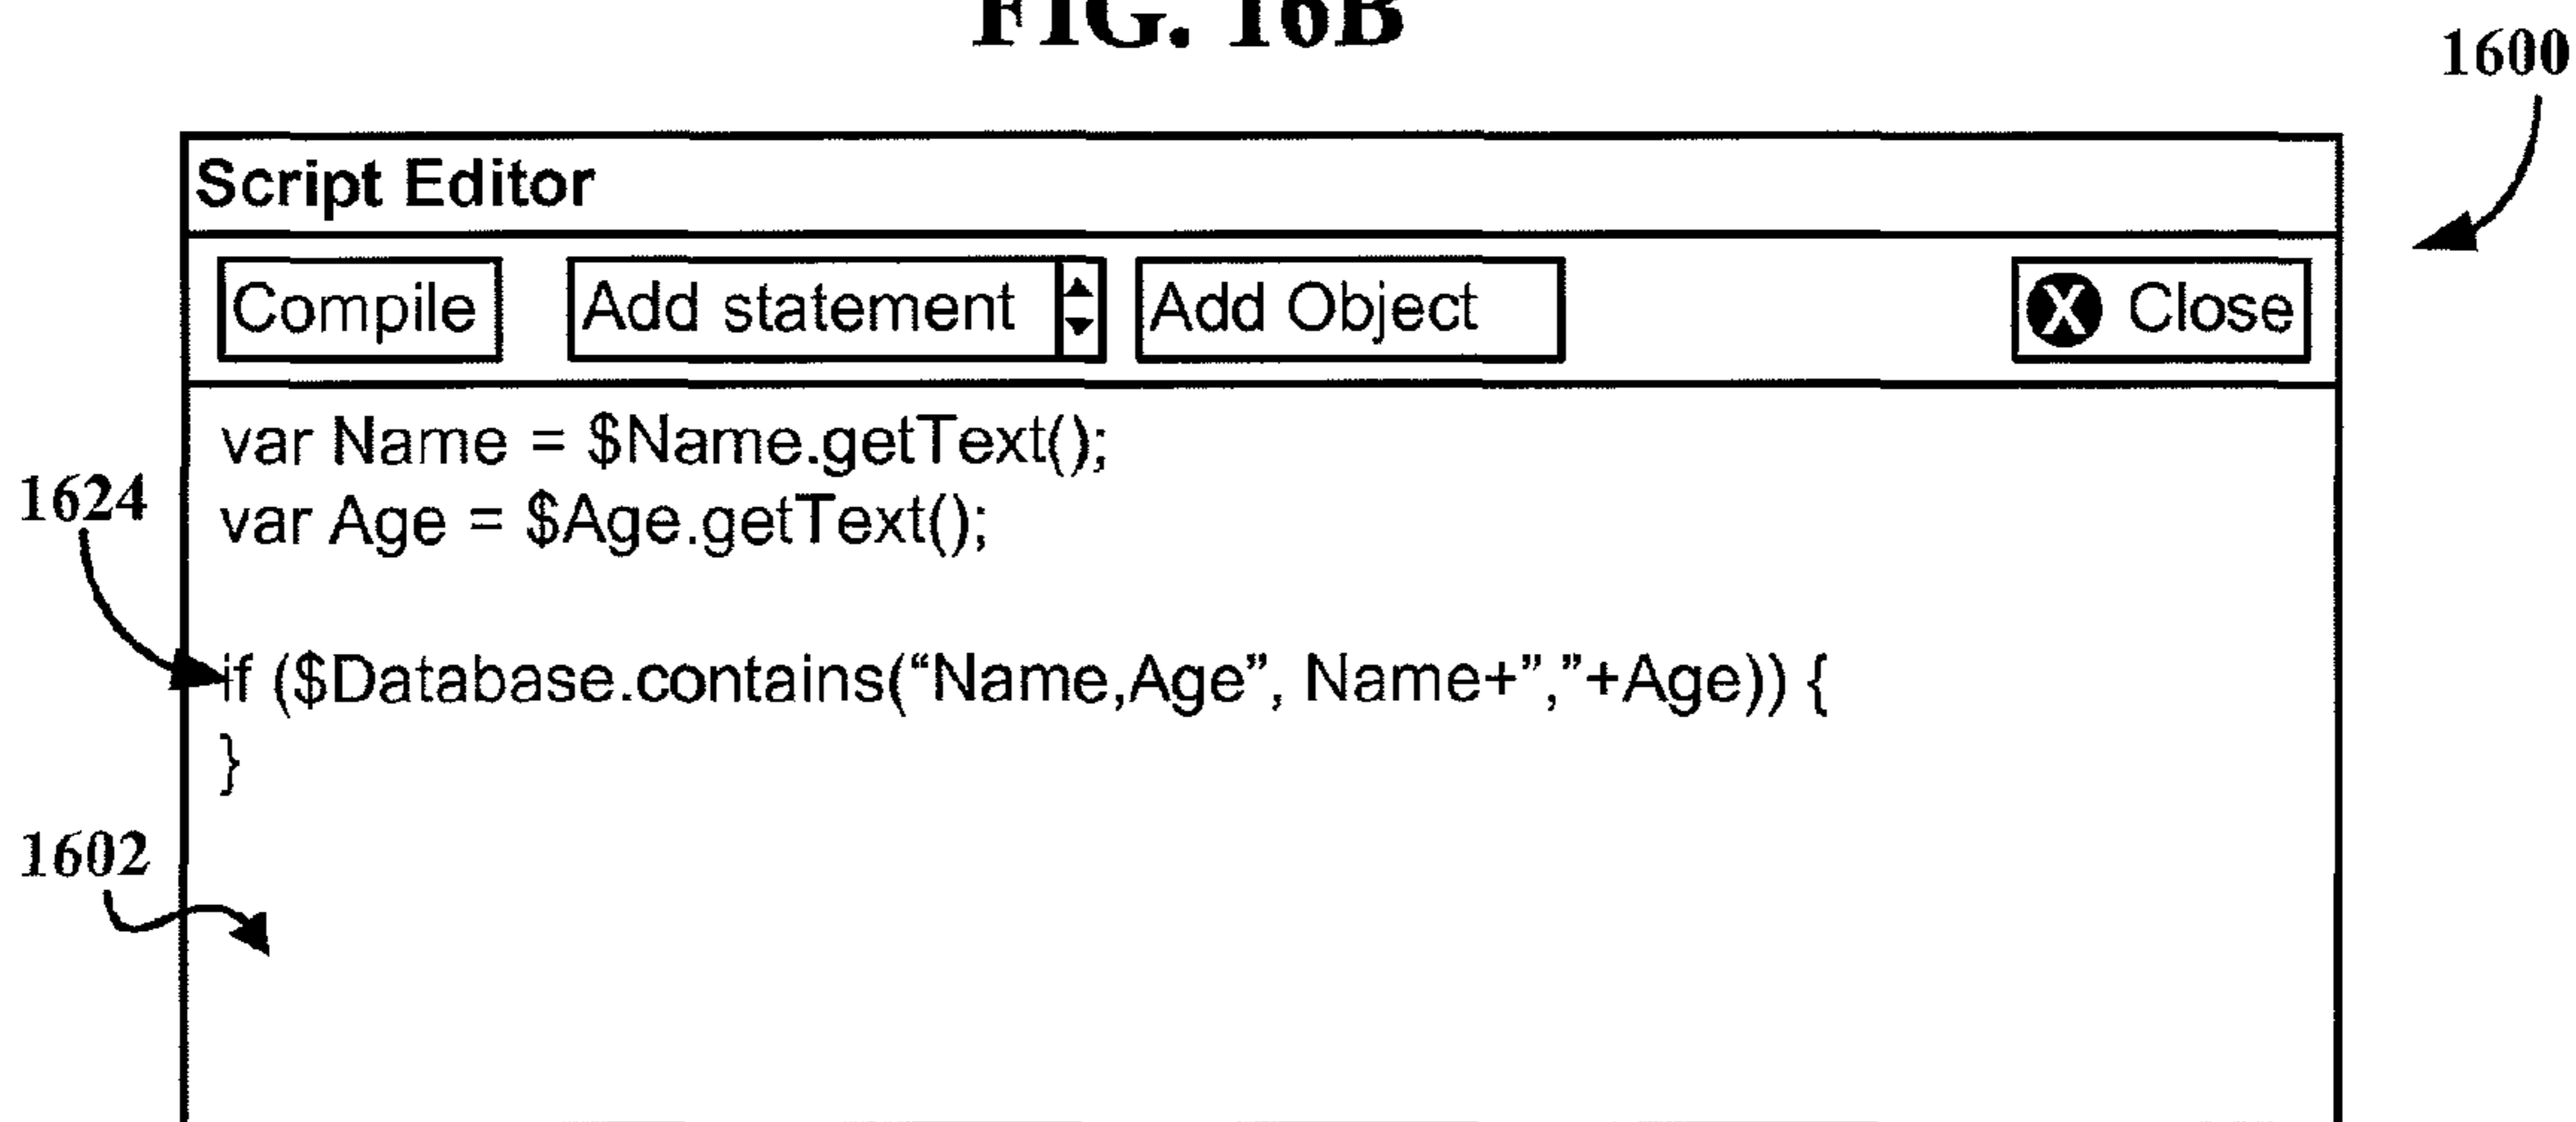 FIG. 16B
1600
Script Editor
Compile Add statement Add Object X Close
var Name = $Name.getText();
1624
var Age = $Age.getText();
if ($Database.contains(“Name,Age”, Name+”,”+Age)) {
}
1602